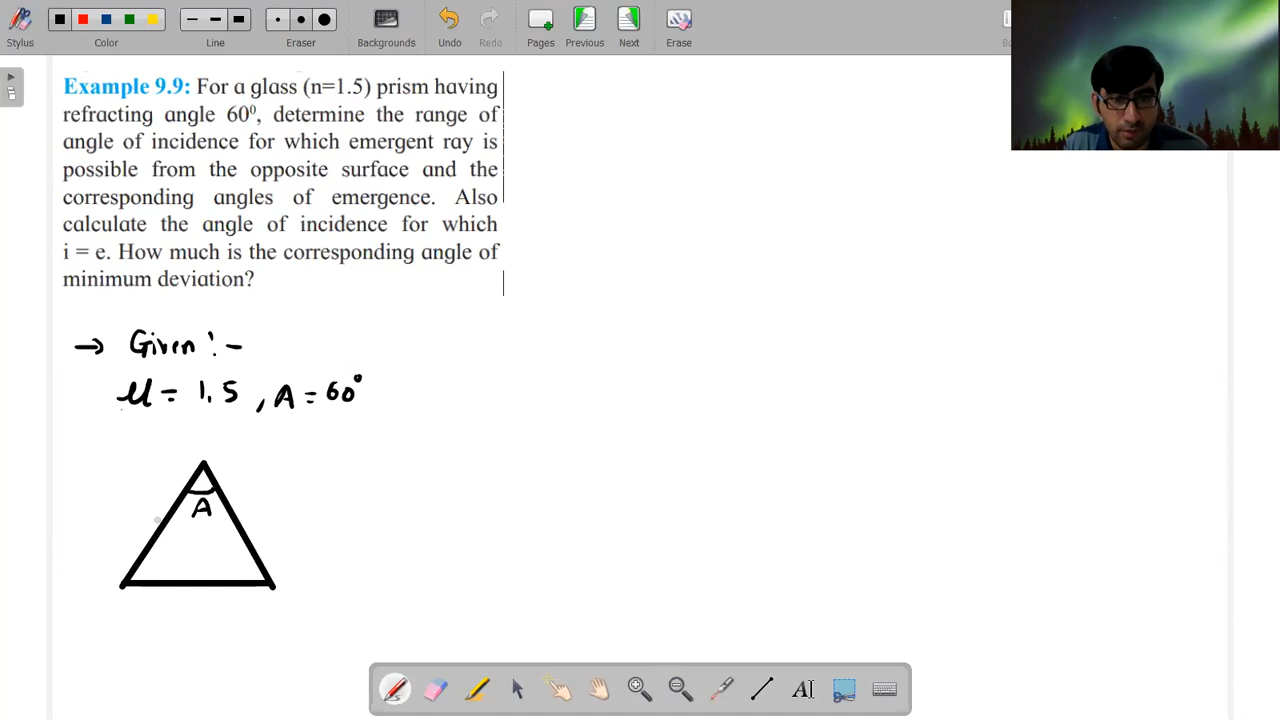 Stylus
Color
Line
Eraser
Backgrounds
Undo
Redo
Pages
Previous
Next
Erase
Example 9.9: For a glass (n=1.5) prism having
refracting angle 60⁰, determine the range of
angle of incidence for which emergent ray is
possible from the opposite surface and the
corresponding angles of emergence. Also
calculate the angle of incidence for which
i = e. How much is the corresponding angle of
minimum deviation?
→ Given :-
μ = 1.5 , A = 60°
A